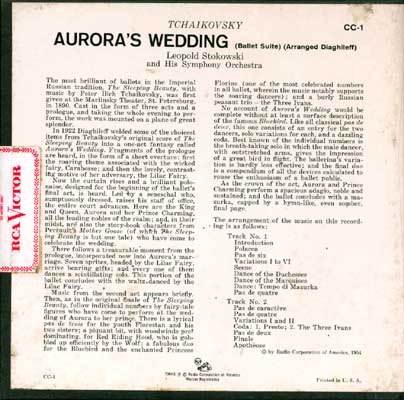 TCHAIKOVSKY
CC-1
AURORA'S WEDDING (Ballet Suite) (Arranged Diaghileff)
Leopold Stokowski
and His Symphony Orchestra
The most brilliant of ballets in the Imperial
Russian tradition, The Sleeping Beauty, with
music by Peter Ilich Tchaikovsky, was first
given at the Mariinsky Theater, St. Petersburg,
in 1890. Cast in the form of three acts and a
prologue, and taking the whole evening to per-
form, the work was mounted on a plane of great
splendor.
In 1922 Diaghileff welded some of the choicest
items from Tchaikovsky's original score of The
Sleeping Beauty into a one-act fantasy called
Aurora's Wedding. Fragments of the prologue
are heard, in the form of a short overture: first
the roaring theme associated with the wicked
fairy, Carabosse; and then the lovely, contrast-
ing motive of her adversary, the Lilac Fairy.
Now the curtain rises and a brilliant polo-
naise, designed for the beginning of the ballet's
final act, is heard. Led by a seneschal who,
sumptuously dressed, raises his staff of office,
the entire court advances. Here are the King
and Queen, Aurora and her Prince Charming,
all the leading nobles of the realm; and, in their
midst, are also the story-book characters from
Perrault's Mother Goose (of which The Sleep-
ing Beauty is but one tale) who have come to
celebrate the wedding.
There follows a treasurable moment from the
prologue, incorporated now into Aurora's mar-
riage. Seven sprites, headed by the Lilac Fairy,
arrive bearing gifts; and every one of them
dances a scintillating solo. This portion of the
ballet concludes with the waltz danced by the
Lilac Fairy.
Music from the second act appears briefly.
Then, as in the original finale of The Sleeping
Beauty, follow individual numbers by fairy-tale
figures who have come to perform at the wed-
ding of Aurora to her prince. There is a lyrical
pas de trois for the youth Florestan and his
two sisters; a piquant bit, with woodwinds pre-
dominating, for Red Riding Hood, who is gob-
bled up efficiently by the Wolf; a fabulous duo
for the Bluebird and the enchanted Princess
Florine (one of the most celebrated numbers
in all ballet, wherein the music notably supports
the soaring dancers); and a burly Russian
peasant trio — the Three Ivans.
No account of Aurora's Wedding would be
complete without at least a surface description
of the famous Bluebird. Like all classical pas de
deux, this one consists of an entry for the two
dancers, solo variations for each, and a dazzling
coda. Best known of the individual numbers is
the breath-taking solo in which the male dancer,
with outstretched arms, gives the impression
of a great bird in flight. The ballerina's varia-
tion is hardly less effective; and the final duo
is a compendium of all the devices calculated to
rouse the enthusiasm of a ballet public.
As the crown of the act, Aurora and Prince
Charming perform a spacious adagio, noble and
sustained; and the ballet concludes with a ma-
zurka, capped by a hymn-like, even somber,
final page.
The arrangement of the music on this record-
ing is as follows:
Track No. 1
Introduction
Polacca
Pas de six
Variations I to VI
Scene
Dance of the Duchesses
Dance of the Marquises
Dance: Tempo di Mazurka
Pas de quatre
Track No. 2
Pas de caractère
Pas de quatre
Variations I and II
Coda: 1. Presto; 2. The Three Ivans
Pas de deux
Finale
Apothéose
© by Radio Corporation of America, 1954
RCA VICTOR
CC-1
TMKS ® © Radio Corporation of America
Marcas Registradas
Printed in U. S. A.